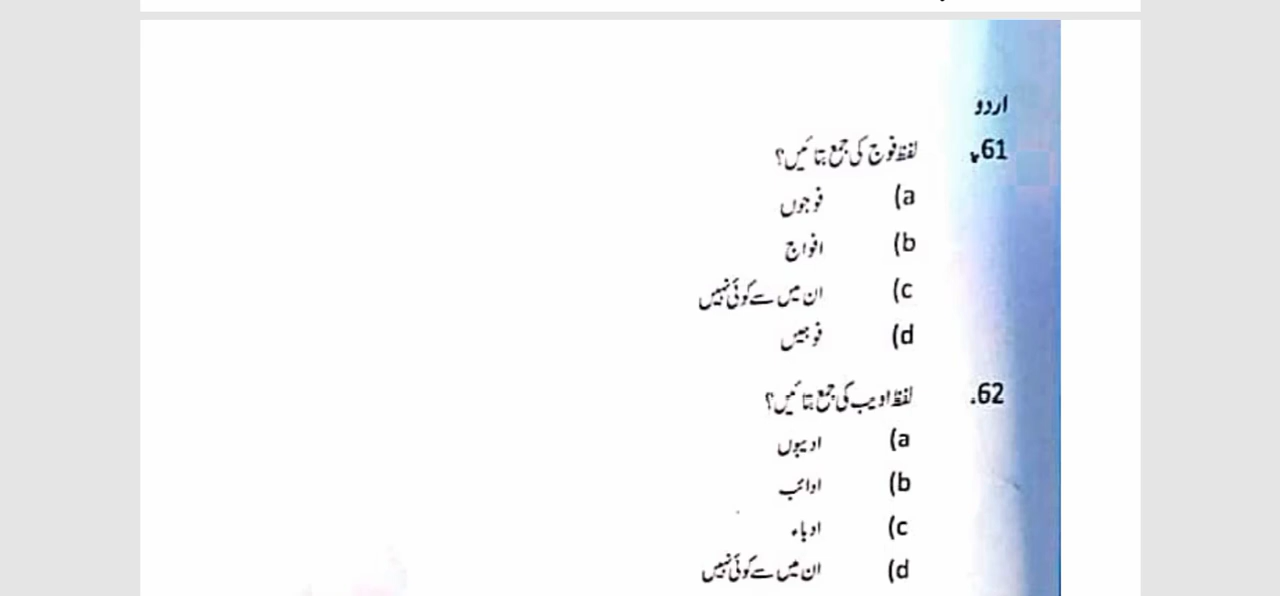 اردو
61. لفظ فوج کی جمع بتائیں؟
a) فوجوں
b) افواج
c) ان میں سے کوئی نہیں
d) فوجیں
62. لفظ ادیب کی جمع بتائیں؟
a) ادیبوں
b) ادائب
c) ادباء
d) ان میں سے کوئی نہیں